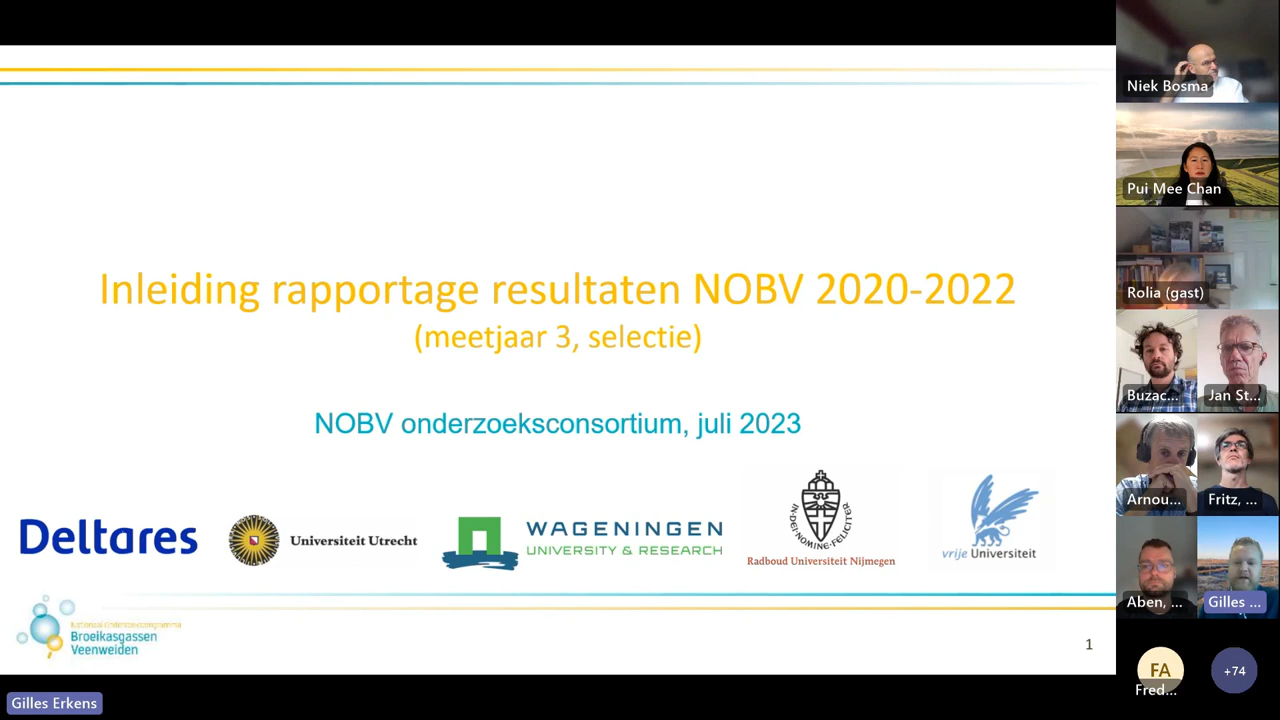 Inleiding rapportage resultaten NOBV 2020-2022
(meetjaar 3, selectie)
NOBV onderzoeksconsortium, juli 2023
Deltares
Universiteit Utrecht
WAGENINGEN
UNIVERSITY & RESEARCH
IN·DEI·NOMINE·FELICITER
Radboud Universiteit Nijmegen
vrije Universiteit
Nationaal Onderzoeksprogramma
Broeikasgassen
Veenweiden
1
Gilles Erkens
Niek Bosma
Pui Mee Chan
Rolia (gast)
Buzac...
Jan St...
Arnou...
Fritz, ...
Aben, ...
Gilles ...
FA
Fred...
+74